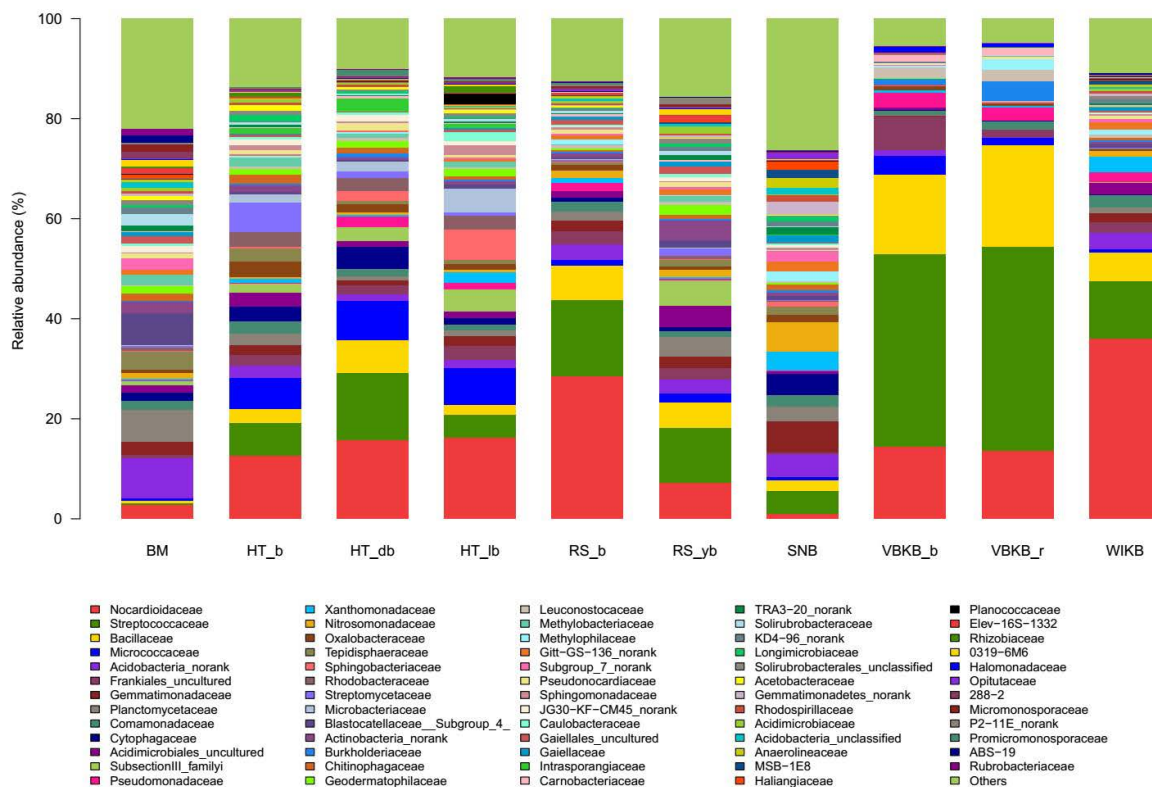 100
80
60
40
20
0
Relative abundance (%)
BM HT_b HT_db HT_lb RS_b RS_yb SNB VBKB_b VBKB_r WIKB
Nocardioidaceae Xanthomonadaceae Leuconostocaceae TRA3-20_norank Planococcaceae
Streptococcaceae Nitrosomonadaceae Methylobacteriaceae Solirubrobacteraceae Elev-16S-1332
Bacillaceae Oxalobacteraceae Methylophilaceae KD4-96_norank Rhizobiaceae
Micrococcaceae Tepidisphaeraceae Gitt-GS-136_norank Longimicrobiaceae 0319-6M6
Acidobacteria_norank Sphingobacteriaceae Subgroup_7_norank Solirubrobacterales_unclassified Halomonadaceae
Frankiales_uncultured Rhodobacteraceae Pseudonocardiaceae Acetobacteraceae Opitutaceae
Gemmatimonadaceae Streptomycetaceae Sphingomonadaceae Gemmatimonadetes_norank 288-2
Planctomycetaceae Microbacteriaceae JG30-KF-CM45_norank Rhodospirillaceae Micromonosporaceae
Comamonadaceae Blastocatellaceae__Subgroup_4_ Caulobacteraceae Acidimicrobiaceae P2-11E_norank
Cytophagaceae Actinobacteria_norank Gaiellales_uncultured Acidobacteria_unclassified Promicromonosporaceae
Acidimicrobiales_uncultured Burkholderiaceae Gaiellaceae Anaerolineaceae ABS-19
SubsectionIII_familyi Chitinophagaceae Intrasporangiaceae MSB-1E8 Rubrobacteriaceae
Pseudomonadaceae Geodermatophilaceae Carnobacteriaceae Haliangiaceae Others